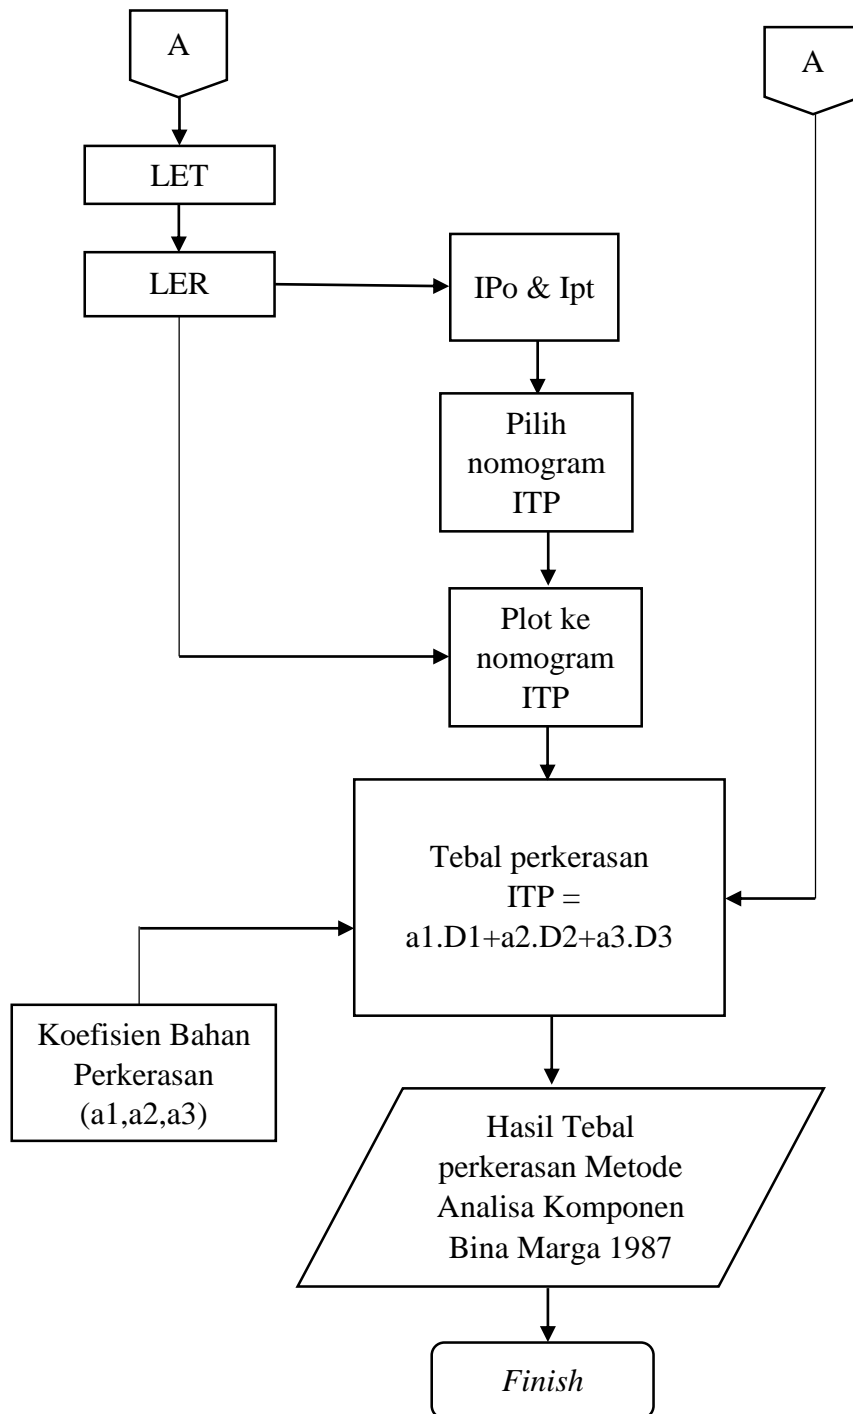 A
A
LET
LER
IPo & Ipt
Pilih
nomogram
ITP
Plot ke
nomogram
ITP
Tebal perkerasan
ITP =
a1.D1+a2.D2+a3.D3
Koefisien Bahan
Perkerasan
(a1,a2,a3)
Hasil Tebal
perkerasan Metode
Analisa Komponen
Bina Marga 1987
Finish